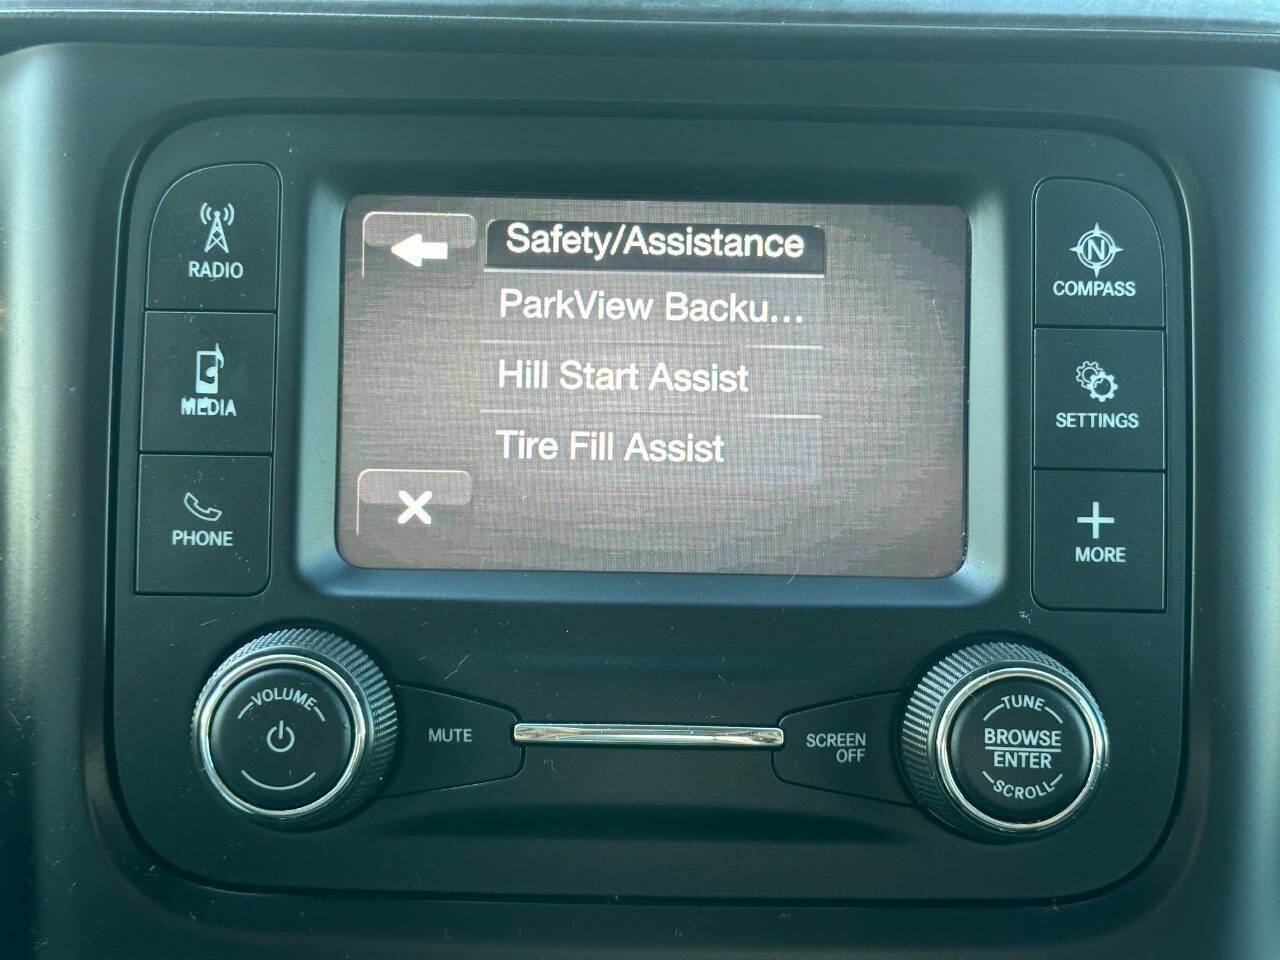 RADIO
MEDIA
PHONE
Safety/Assistance
ParkView Backu...
Hill Start Assist
Tire Fill Assist
N
COMPASS
SETTINGS
MORE
VOLUME
MUTE
SCREEN
OFF
TUNE
BROWSE
ENTER
SCROLL